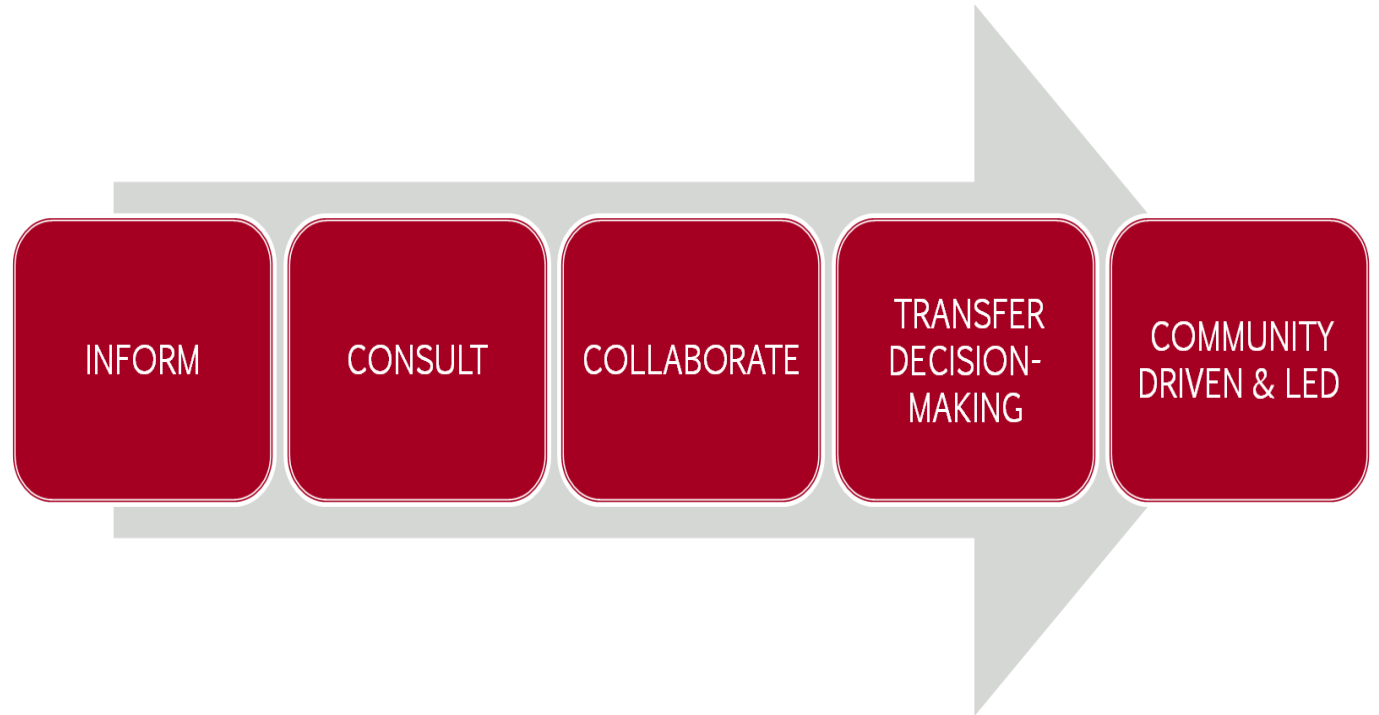 INFORM
CONSULT
COLLABORATE
TRANSFER
DECISION-
MAKING
COMMUNITY
DRIVEN & LED